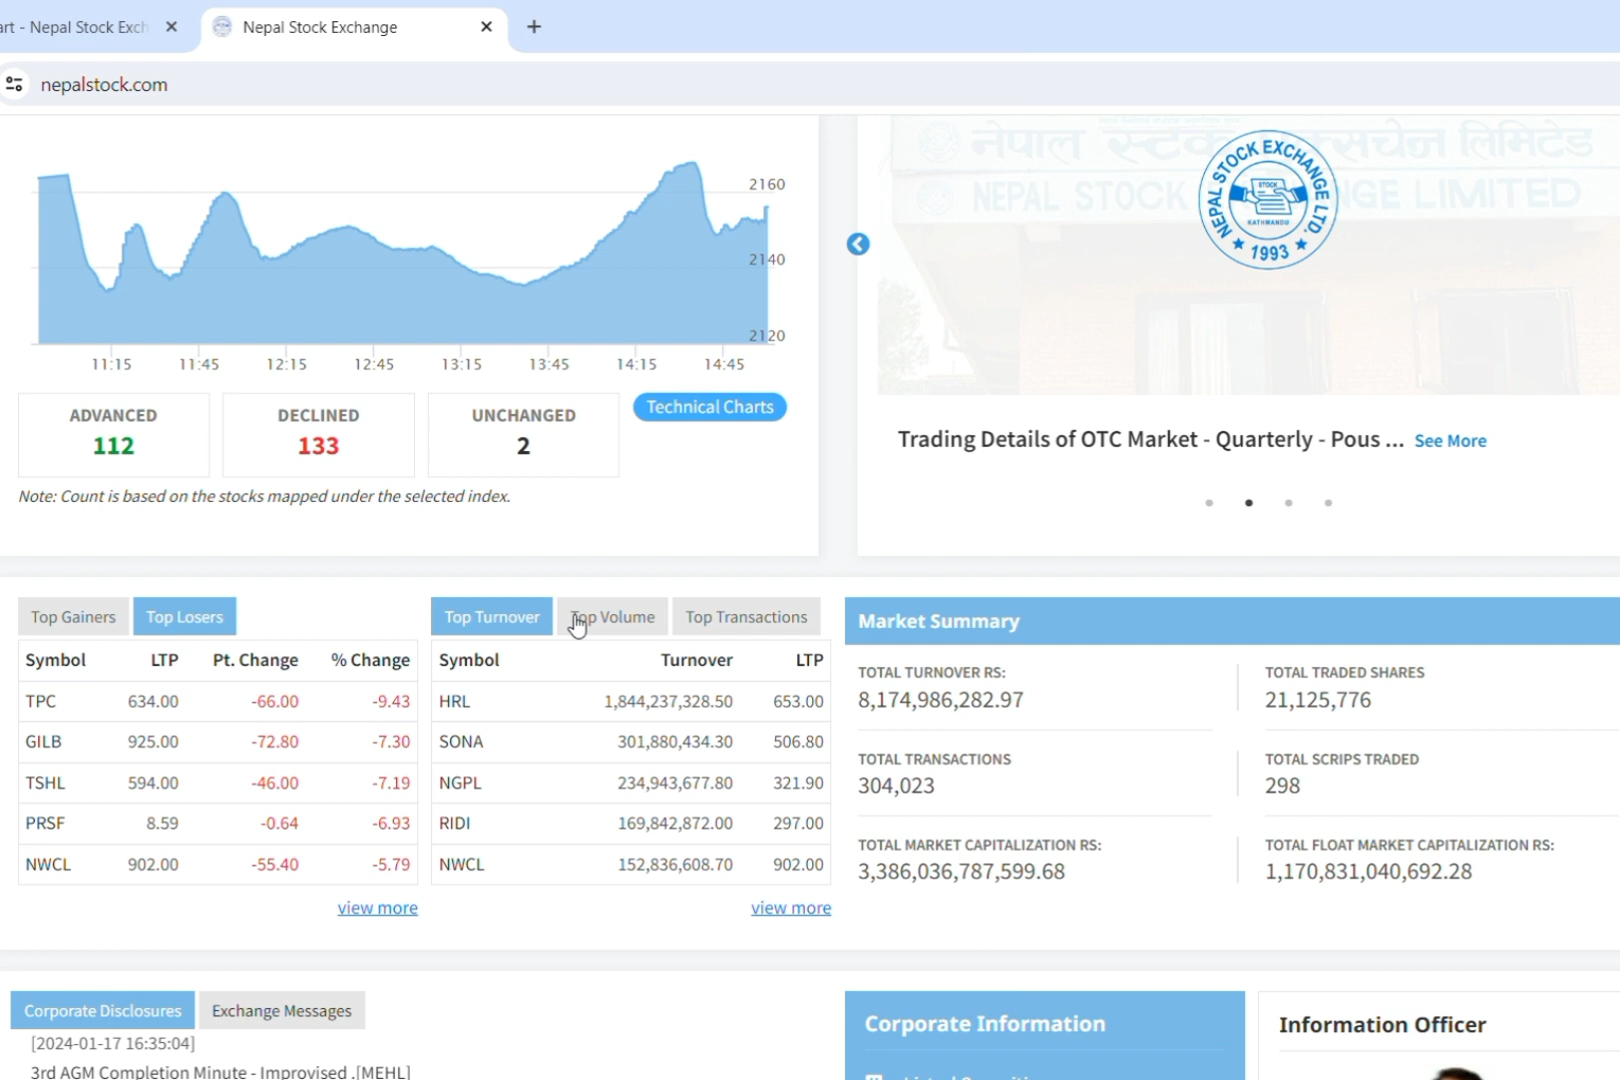 art - Nepal Stock Exch
Nepal Stock Exchange
nepalstock.com
2160
2140
2120
11:15 11:45 12:15 12:45 13:15 13:45 14:15 14:45
ADVANCED
112
DECLINED
133
UNCHANGED
2
Technical Charts
Note: Count is based on the stocks mapped under the selected index.
नेपाल स्टक एक्सचेन्ज लिमिटेड
NEPAL STOCK NGE LIMITED
NEPAL STOCK EXCHANGE LTD.
STOCK
KATHMANDU
★ 1993 ★
Trading Details of OTC Market - Quarterly - Pous ... See More
Top Gainers Top Losers
Symbol LTP Pt. Change % Change
TPC 634.00 -66.00 -9.43
GILB 925.00 -72.80 -7.30
TSHL 594.00 -46.00 -7.19
PRSF 8.59 -0.64 -6.93
NWCL 902.00 -55.40 -5.79
view more
Top Turnover Top Volume Top Transactions
Symbol Turnover LTP
HRL 1,844,237,328.50 653.00
SONA 301,880,434.30 506.80
NGPL 234,943,677.80 321.90
RIDI 169,842,872.00 297.00
NWCL 152,836,608.70 902.00
view more
Market Summary
TOTAL TURNOVER RS:
8,174,986,282.97
TOTAL TRADED SHARES
21,125,776
TOTAL TRANSACTIONS
304,023
TOTAL SCRIPS TRADED
298
TOTAL MARKET CAPITALIZATION RS:
3,386,036,787,599.68
TOTAL FLOAT MARKET CAPITALIZATION RS:
1,170,831,040,692.28
Corporate Disclosures Exchange Messages
[2024-01-17 16:35:04]
3rd AGM Completion Minute - Improvised .[MEHL]
Corporate Information
Information Officer